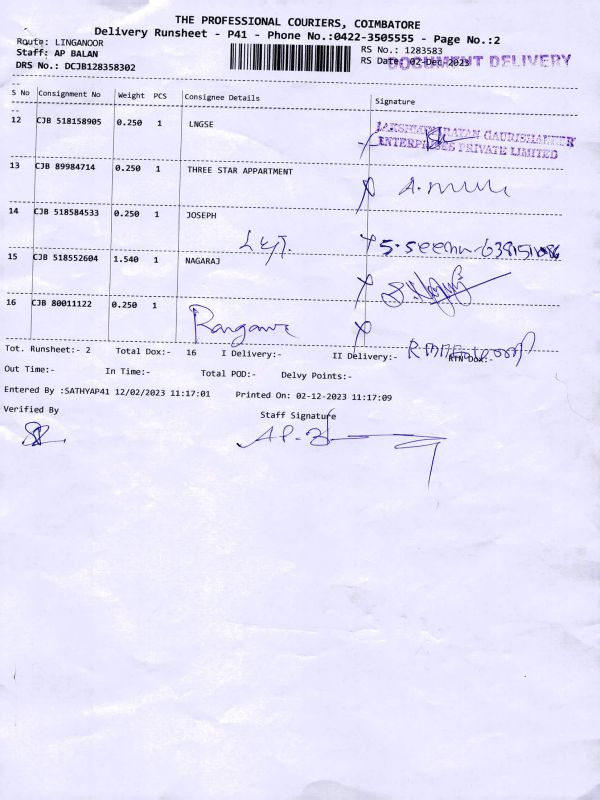 THE PROFESSIONAL COURIERS, COIMBATORE
Delivery Runsheet - P41 - Phone No.:0422-3505555 - Page No.:2
Route: LINGANOOR RS No.: 1283583
Staff: AP BALAN RS Date: 02-Dec-2023 DOCUMENT DELIVERY
DRS No.: DCJB128358302
S No Consignment No Weight PCS Consignee Details Signature
12 CJB 518158905 0.250 1 LNGSE
LAKSHMI NARAYAN GAURISHANKER
ENTERPRISES PRIVATE LIMITED
13 CJB 89984714 0.250 1 THREE STAR APPARTMENT
14 CJB 518584533 0.250 1 JOSEPH
15 CJB 518552604 1.540 1 NAGARAJ
16 CJB 80011122 0.250 1
Tot. Runsheet:- 2 Total Dox:- 16 I Delivery:- II Delivery:- RTN Dox:-
Out Time:- In Time:- Total POD:- Delvy Points:-
Entered By :SATHYAP41 12/02/2023 11:17:01 Printed On: 02-12-2023 11:17:09
Verified By Staff Signature